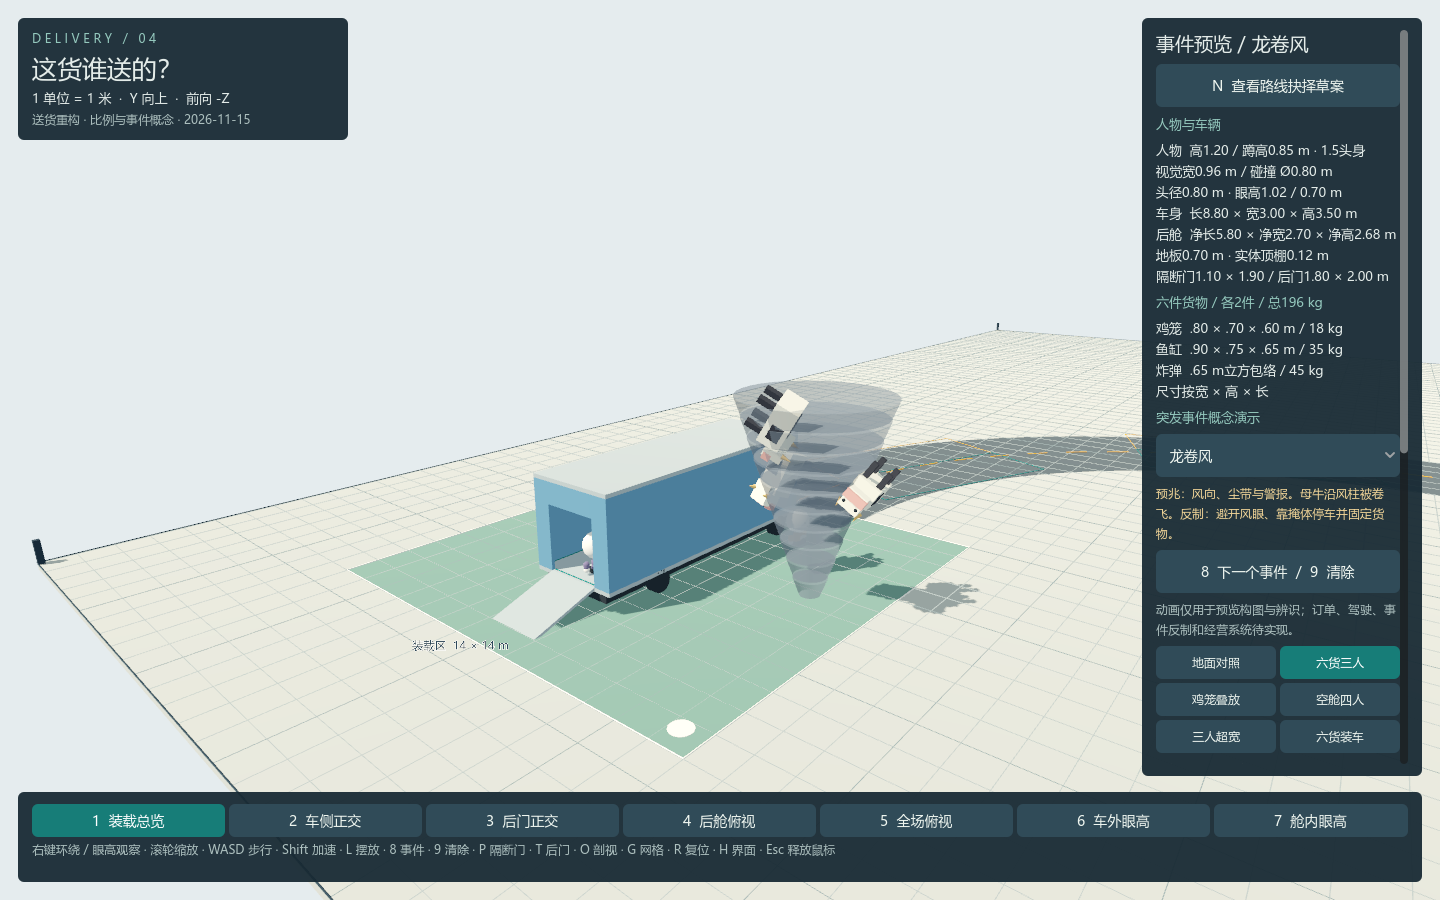 DELIVERY / 04
这货谁送的?
1 单位 = 1 米 · Y 向上 · 前向 -Z
送货重构 · 比例与事件概念 · 2026-11-15
事件预览 / 龙卷风
N 查看路线抉择草案
人物与车辆
人物 高1.20 / 蹲高0.85 m · 1.5头身
视觉宽0.96 m / 碰撞 Ø0.80 m
头径0.80 m · 眼高1.02 / 0.70 m
车身 长8.80 × 宽3.00 × 高3.50 m
后舱 净长5.80 × 净宽2.70 × 净高2.68 m
地板0.70 m · 实体顶棚0.12 m
隔断门1.10 × 1.90 / 后门1.80 × 2.00 m
六件货物 / 各2件 / 总196 kg
鸡笼 .80 × .70 × .60 m / 18 kg
鱼缸 .90 × .75 × .65 m / 35 kg
炸弹 .65 m立方包络 / 45 kg
尺寸按宽 × 高 × 长
突发事件概念演示
龙卷风
预兆：风向、尘带与警报。母牛沿风柱被卷
飞。反制：避开风眼、靠掩体停车并固定货
物。
8 下一个事件 / 9 清除
动画仅用于预览构图与辨识；订单、驾驶、事
件反制和经营系统待实现。
地面对照
六货三人
鸡笼叠放
空舱四人
三人超宽
六货装车
装载区 14 × 14 m
1 装载总览
2 车侧正交
3 后门正交
4 后舱俯视
5 全场俯视
6 车外眼高
7 舱内眼高
右键环绕 / 眼高观察 · 滚轮缩放 · WASD 步行 · Shift 加速 · L 摆放 · 8 事件 · 9 清除 · P 隔断门 · T 后门 · O 剖视 · G 网格 · R 复位 · H 界面 · Esc 释放鼠标